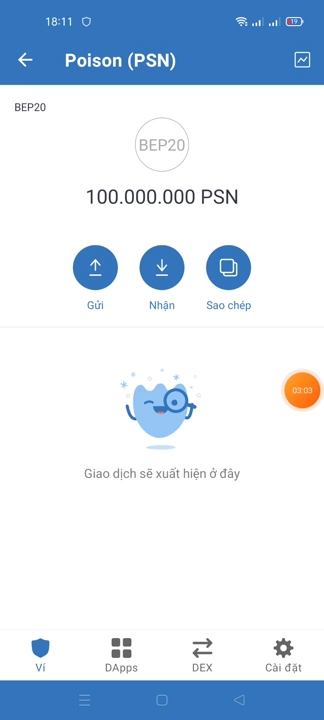 18:11
19
Poison (PSN)
BEP20
BEP20
100.000.000 PSN
Gửi
Nhận
Sao chép
03:03
Giao dịch sẽ xuất hiện ở đây
Ví
DApps
DEX
Cài đặt